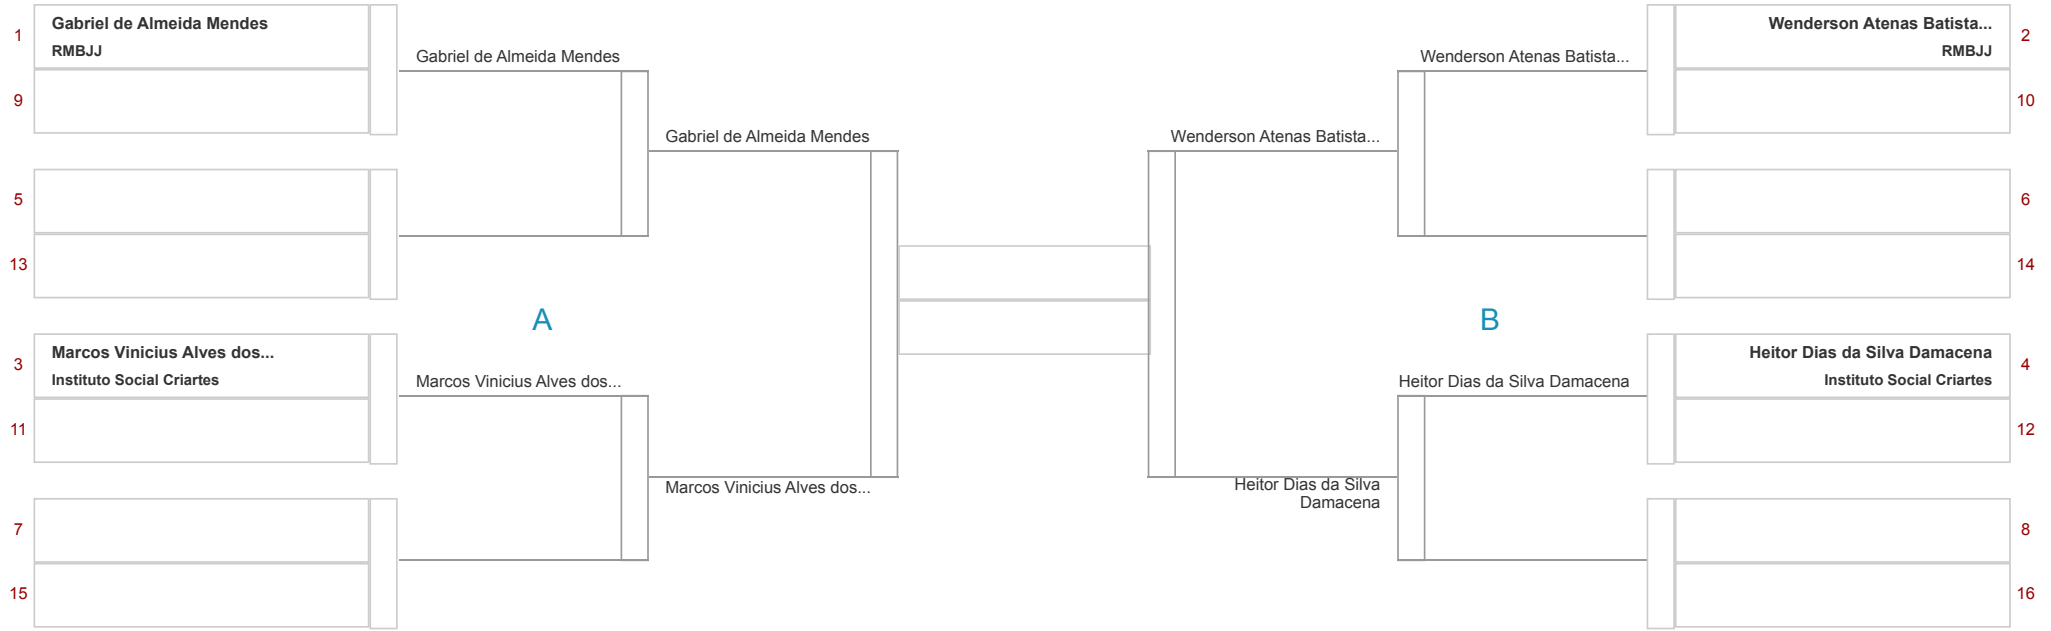 1
Gabriel de Almeida Mendes
RMBJJ
9
5
13
3
Marcos Vinicius Alves dos...
Instituto Social Criartes
11
7
15
Gabriel de Almeida Mendes
Marcos Vinicius Alves dos...
A
Gabriel de Almeida Mendes
Marcos Vinicius Alves dos...
Wenderson Atenas Batista...
Heitor Dias da Silva
Damacena
B
Wenderson Atenas Batista...
Heitor Dias da Silva Damacena
Wenderson Atenas Batista...
RMBJJ
2
10
6
14
Heitor Dias da Silva Damacena
Instituto Social Criartes
4
12
8
16